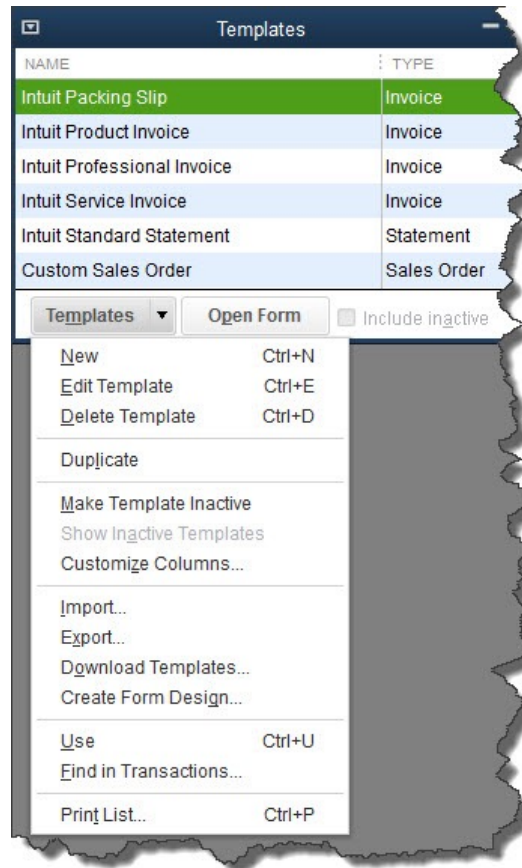 Templates
NAME TYPE
Intuit Packing Slip Invoice
Intuit Product Invoice Invoice
Intuit Professional Invoice Invoice
Intuit Service Invoice Invoice
Intuit Standard Statement Statement
Custom Sales Order Sales Order
Templates Open Form Include inactive
New Ctrl+N
Edit Template Ctrl+E
Delete Template Ctrl+D
Duplicate
Make Template Inactive
Show Inactive Templates
Customize Columns...
Import...
Export...
Download Templates...
Create Form Design...
Use Ctrl+U
Find in Transactions...
Print List... Ctrl+P